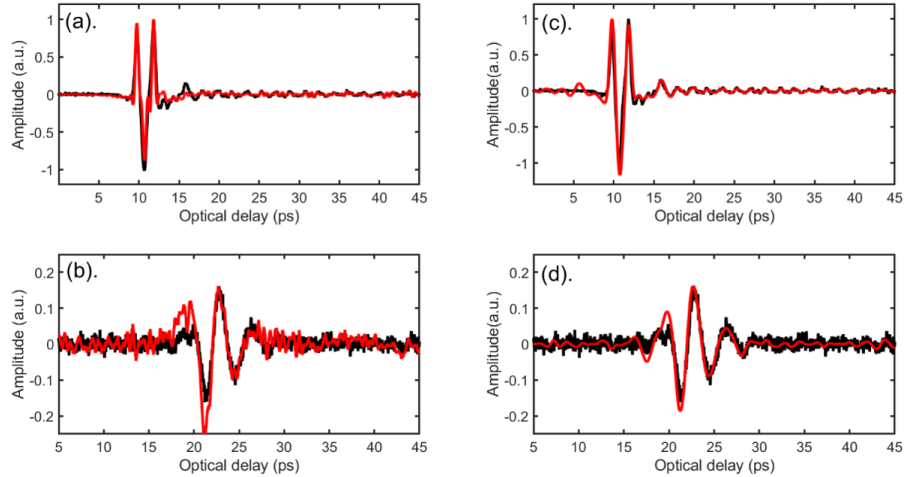 (a).
1
0.5
0
-0.5
-1
Amplitude (a.u.)
5 10 15 20 25 30 35 40 45
Optical delay (ps)
(c).
1
0.5
0
-0.5
-1
Amplitude(a.u.)
5 10 15 20 25 30 35 40 45
Optical delay (ps)
(b).
0.2
0.1
0
-0.1
-0.2
Amplitude (a.u.)
5 10 15 20 25 30 35 40 45
Optical delay (ps)
(d).
0.2
0.1
0
-0.1
-0.2
Amplitude(a.u.)
5 10 15 20 25 30 35 40 45
Optical delay (ps)